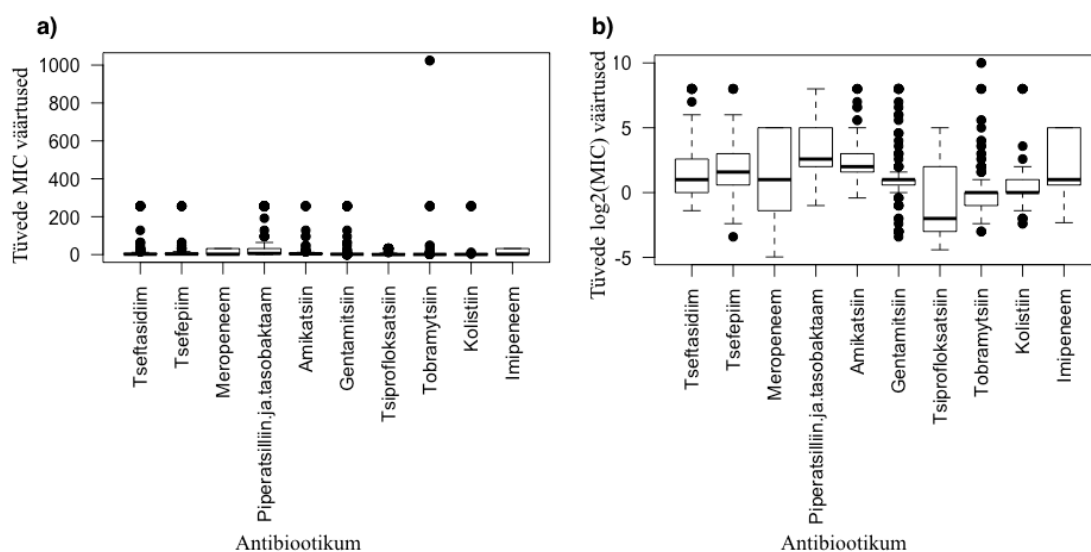 a)
Tüvede MIC väärtused
1000
800
600
400
200
0
Tseftasidiim
Tsefepiim
Meropeneem
Piperatsilliin.ja.tasobaktaam
Amikatsiin
Gentamitsiin
Tsiprofloksatsiin
Tobramytsiin
Kolistiin
Imipeneem
Antibiootikum
b)
Tüvede log2(MIC) väärtused
10
5
0
-5
Tseftasidiim
Tsefepiim
Meropeneem
Piperatsilliin.ja.tasobaktaam
Amikatsiin
Gentamitsiin
Tsiprofloksatsiin
Tobramytsiin
Kolistiin
Imipeneem
Antibiootikum